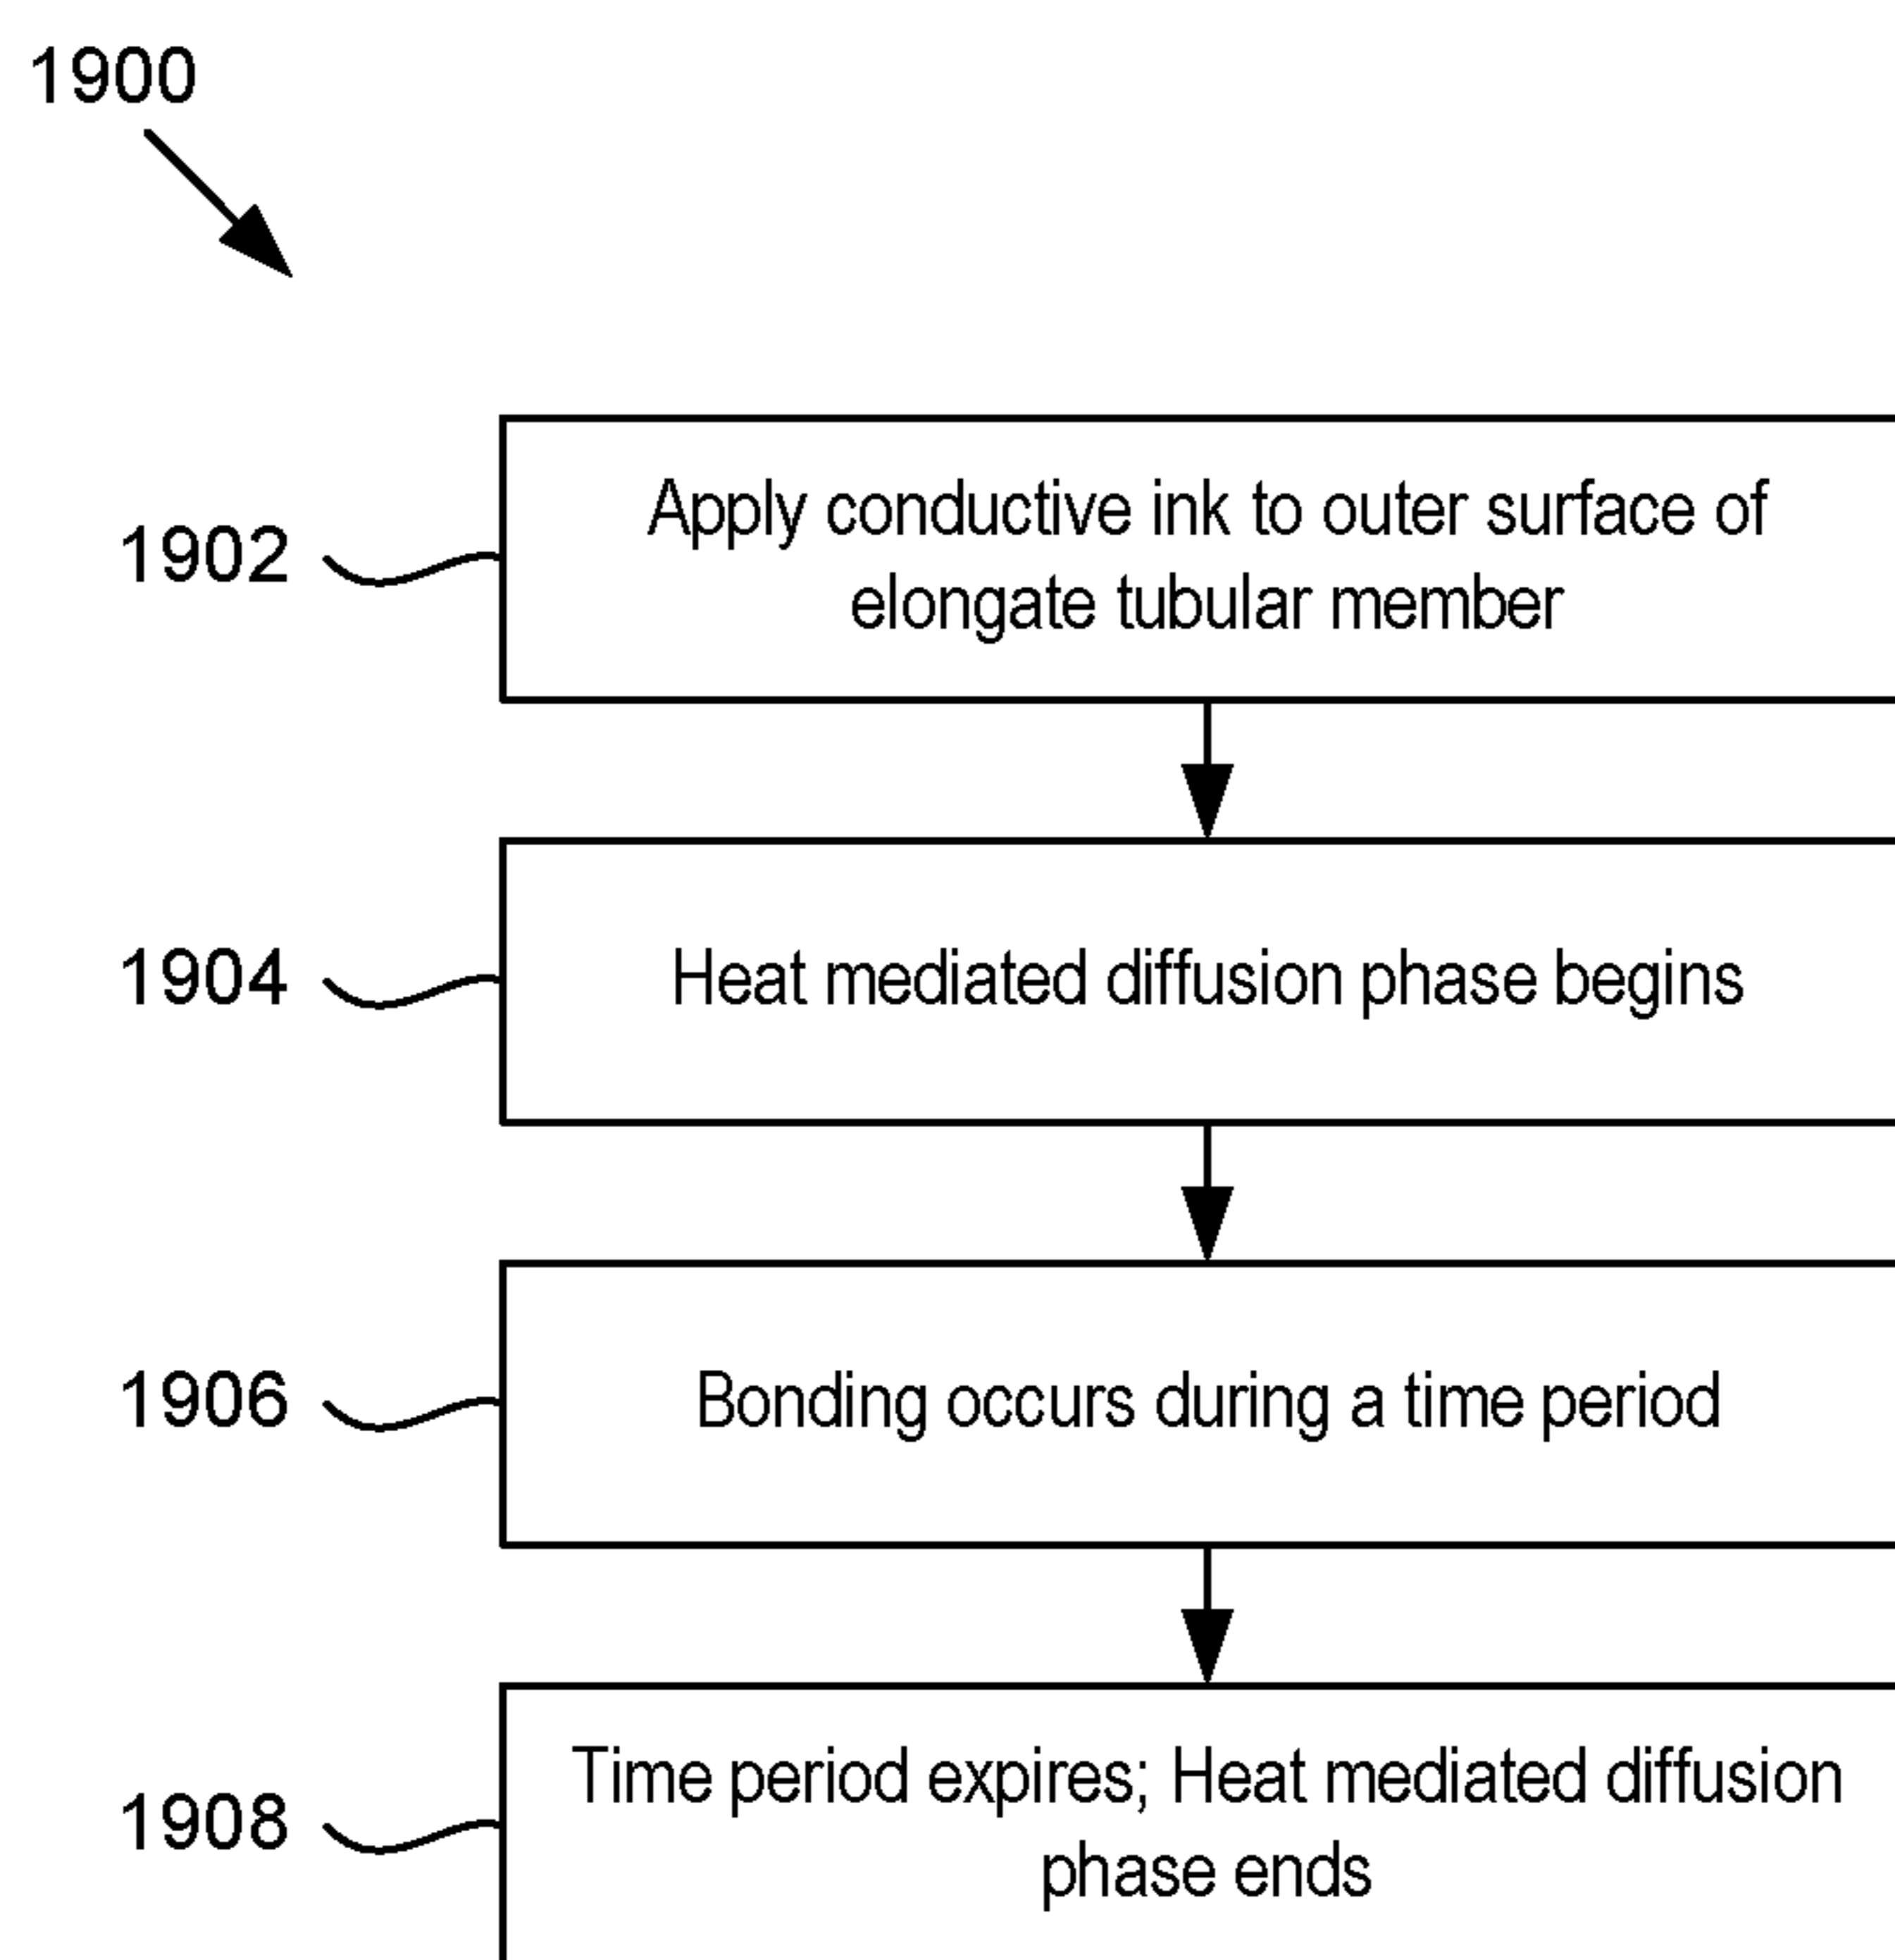 1900
1902
Apply conductive ink to outer surface of
elongate tubular member
1904
Heat mediated diffusion phase begins
1906
Bonding occurs during a time period
1908
Time period expires; Heat mediated diffusion
phase ends